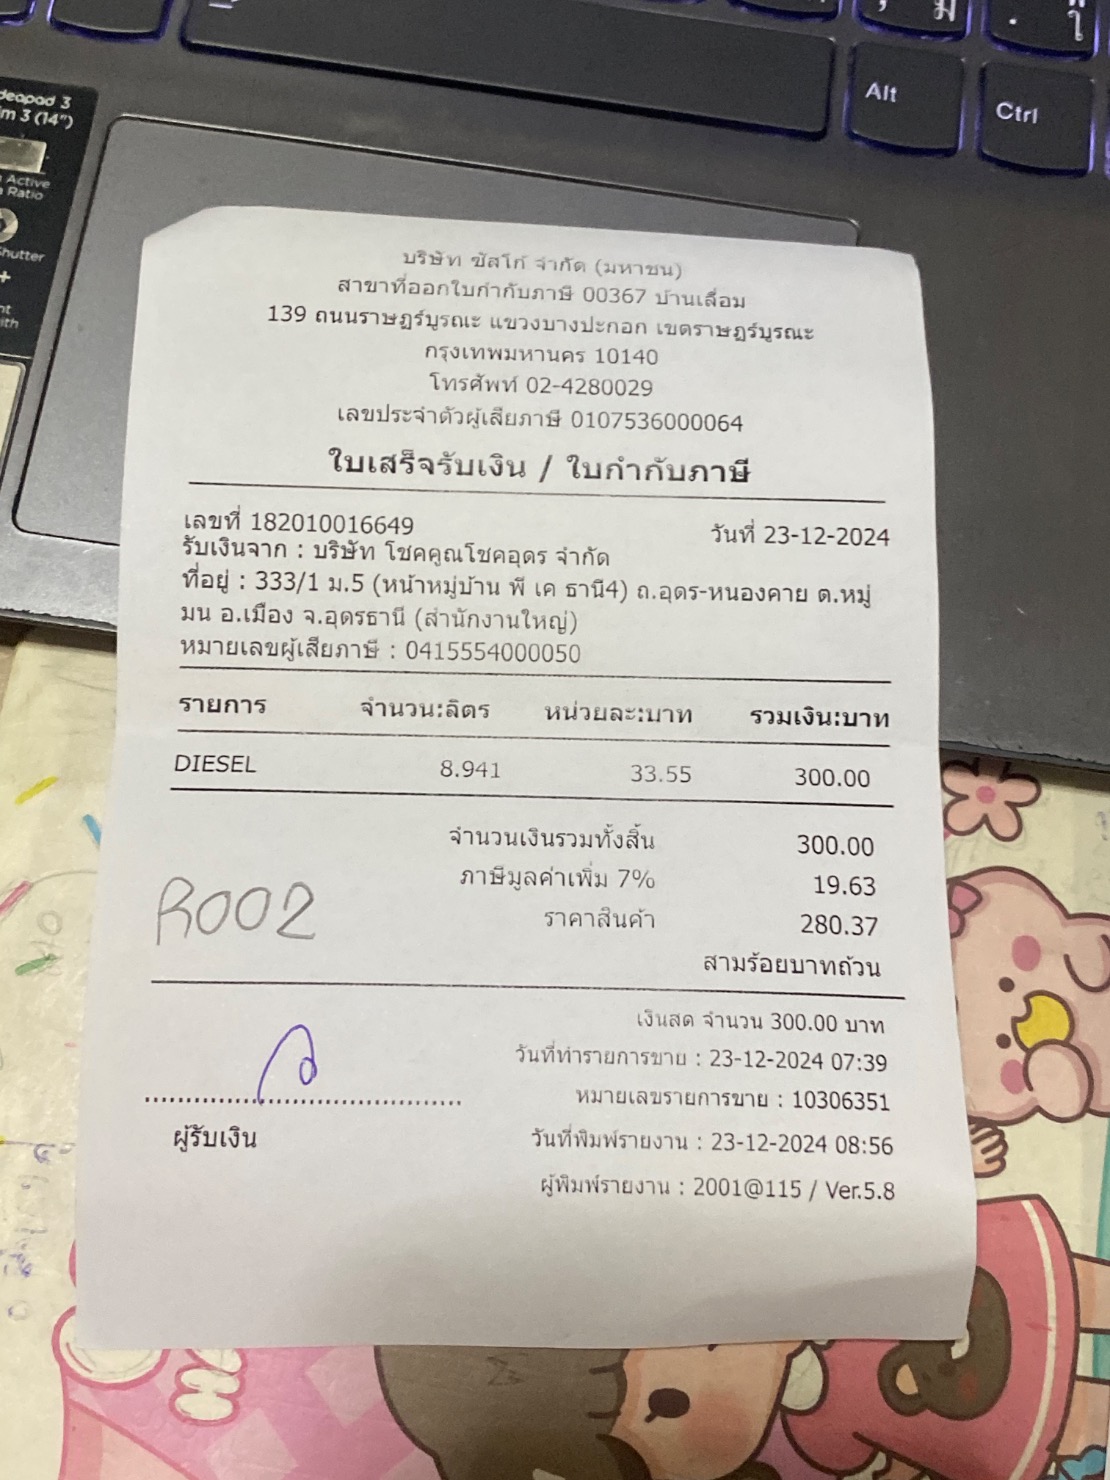 deapad 3
m 3 (14")
Active
Ratio
hutter
+
nt
ith
Alt
Ctrl
บริษัท ซัสโก้ จำกัด (มหาชน)
สาขาที่ออกใบกำกับภาษี 00367 บ้านเลื่อม
139 ถนนราษฎร์บูรณะ แขวงบางปะกอก เขตราษฎร์บูรณะ
กรุงเทพมหานคร 10140
โทรศัพท์ 02-4280029
เลขประจำตัวผู้เสียภาษี 0107536000064
ใบเสร็จรับเงิน / ใบกำกับภาษี
เลขที่ 182010016649 วันที่ 23-12-2024
รับเงินจาก : บริษัท โชคคูณโชคอุดร จำกัด
ที่อยู่ : 333/1 ม.5 (หน้าหมู่บ้าน พี เค ธานี4) ถ.อุดร-หนองคาย ต.หมู่
มน อ.เมือง จ.อุดรธานี (สำนักงานใหญ่)
หมายเลขผู้เสียภาษี : 0415554000050
รายการ จำนวน:ลิตร หน่วยละ:บาท รวมเงิน:บาท
DIESEL 8.941 33.55 300.00
จำนวนเงินรวมทั้งสิ้น 300.00
ภาษีมูลค่าเพิ่ม 7% 19.63
ราคาสินค้า 280.37
R002
สามร้อยบาทถ้วน
เงินสด จำนวน 300.00 บาท
วันที่ทำรายการขาย : 23-12-2024 07:39
หมายเลขรายการขาย : 10306351
ผู้รับเงิน
วันที่พิมพ์รายงาน : 23-12-2024 08:56
ผู้พิมพ์รายงาน : 2001@115 / Ver.5.8